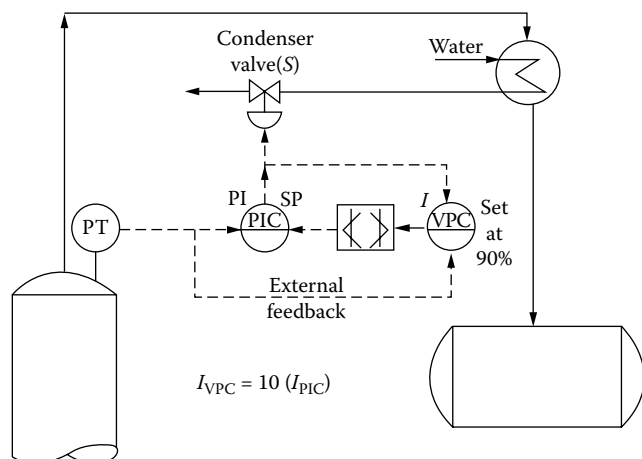 Condenser
valve(S)
Water
PI
SP
I
PT
PIC
VPC
Set
at
90%
External
feedback
I_VPC = 10 (I_PIC)